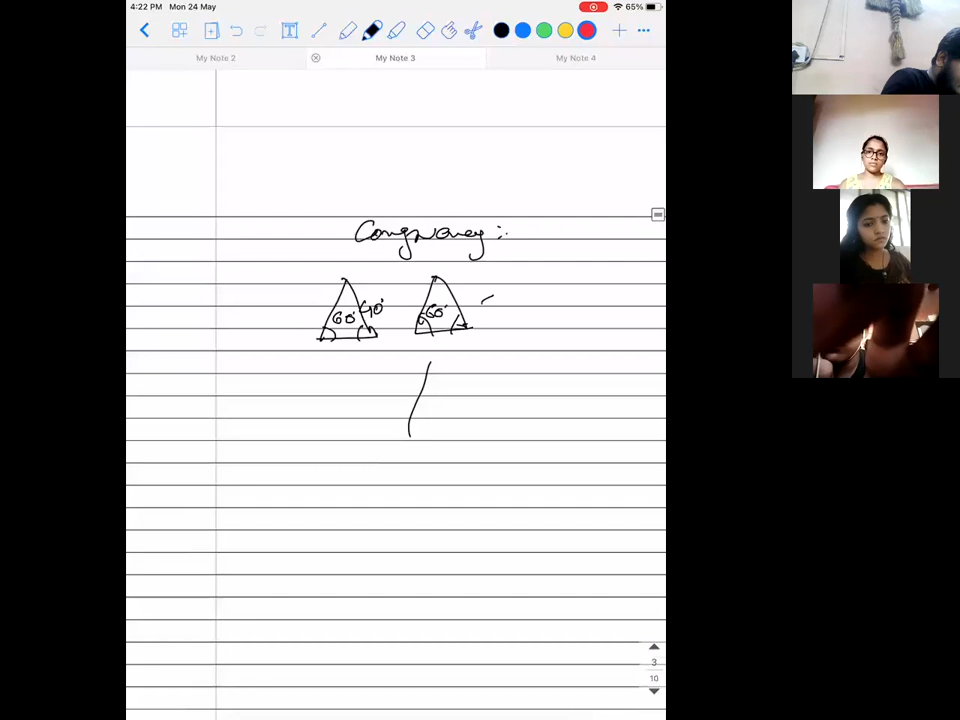 4:22 PM Mon 24 May
65%
My Note 2
My Note 3
My Note 4
Congruency :
60° 40° 60°
3
10